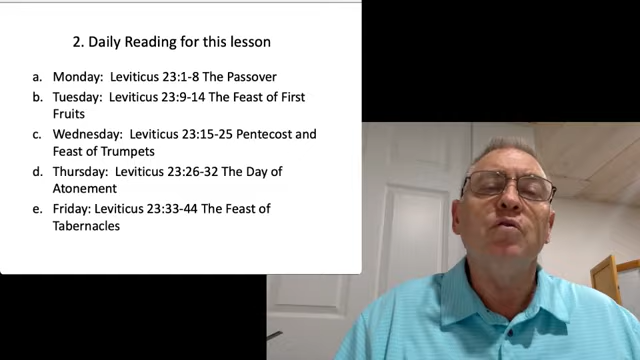 2. Daily Reading for this lesson
a. Monday: Leviticus 23:1-8 The Passover
b. Tuesday: Leviticus 23:9-14 The Feast of First
Fruits
c. Wednesday: Leviticus 23:15-25 Pentecost and
Feast of Trumpets
d. Thursday: Leviticus 23:26-32 The Day of
Atonement
e. Friday: Leviticus 23:33-44 The Feast of
Tabernacles